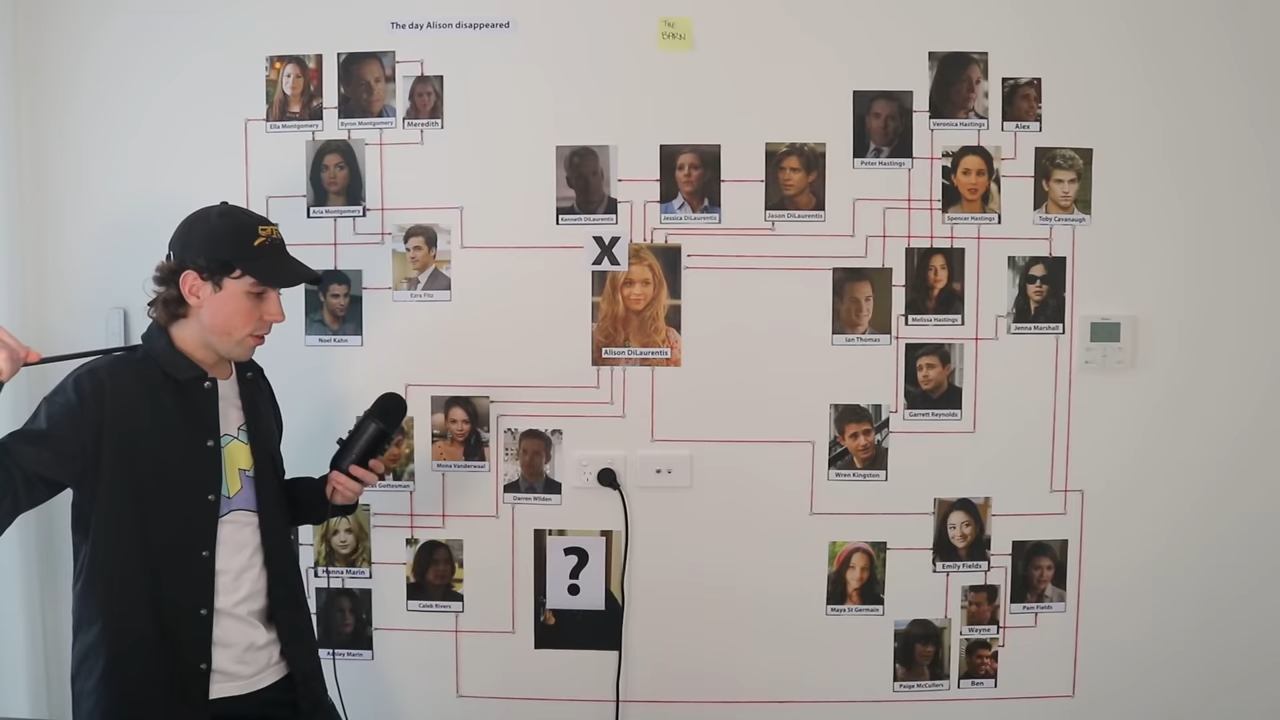 The day Alison disappeared
THE
BARN
Ella Montgomery
Byron Montgomery
Meredith
Veronica Hastings
Alex
Peter Hastings
Aria Montgomery
Kenneth DiLaurentis
Jessica DiLaurentis
Jason DiLaurentis
Spencer Hastings
Toby Cavanaugh
X
Ezra Fitz
Noel Kahn
Alison DiLaurentis
Ian Thomas
Melissa Hastings
Jenna Marshall
Garrett Reynolds
Mona Vanderwaal
Gottesman
Darren Wilden
Wren Kingston
?
Hanna Marin
Caleb Rivers
Ashley Marin
Emily Fields
Maya St Germain
Pam Fields
Wayne
Paige McCullers
Ben